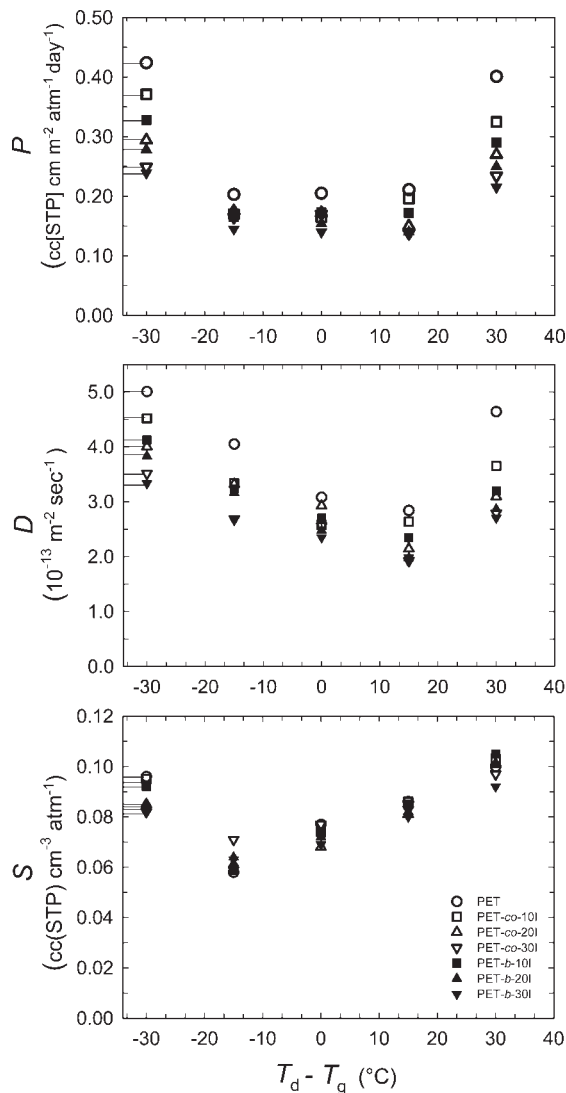 0.50
0.40
0.30
0.20
0.10
0.00
P
(cc[STP] cm m-2 atm-1 day-1)
-30 -20 -10 0 10 20 30 40
5.0
4.0
3.0
2.0
1.0
0.0
D
(10-13 m-2 sec-1)
-30 -20 -10 0 10 20 30 40
0.12
0.10
0.08
0.06
0.04
0.02
0.00
S
(cc(STP) cm-3 atm-1)
PET
PET-co-10I
PET-co-20I
PET-co-30I
PET-b-10I
PET-b-20I
PET-b-30I
-30 -20 -10 0 10 20 30 40
Td - Tg (°C)